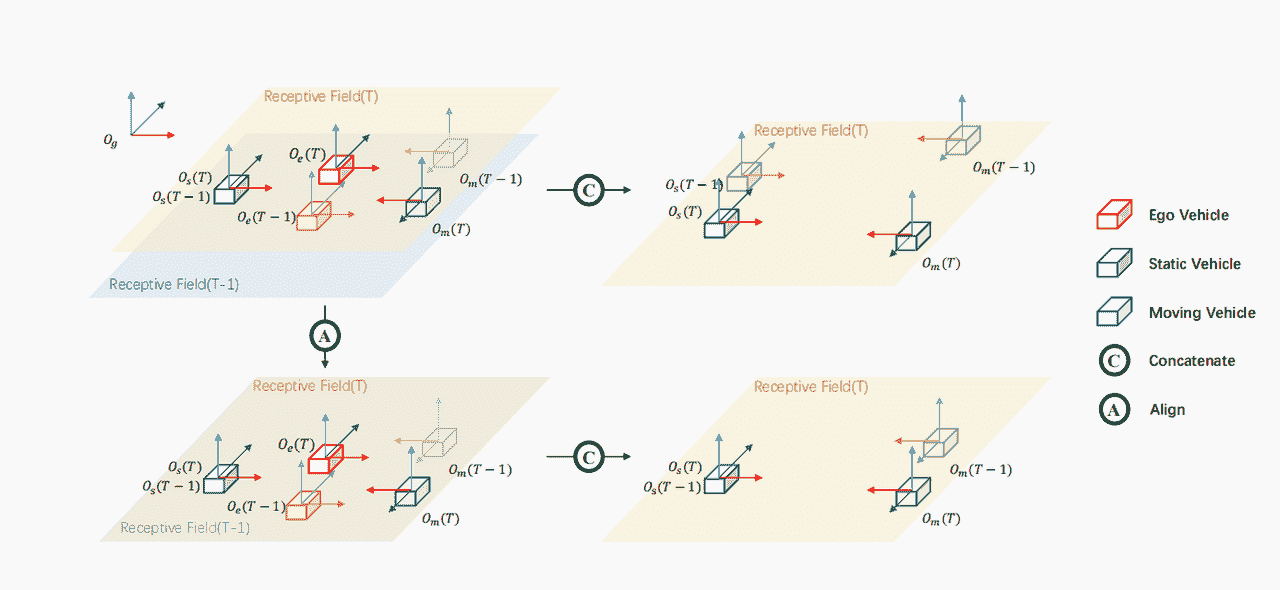 Receptive Field(T)
O_g
O_s(T)
O_s(T − 1)
O_e(T)
O_e(T − 1)
O_m(T − 1)
O_m(T)
Receptive Field(T-1)
C
Receptive Field(T)
O_s(T − 1)
O_s(T)
O_m(T − 1)
O_m(T)
A
Receptive Field(T)
O_e(T)
O_s(T)
O_s(T − 1)
O_e(T − 1)
O_m(T − 1)
O_m(T)
Receptive Field(T-1)
C
Receptive Field(T)
O_s(T)
O_s(T − 1)
O_m(T − 1)
O_m(T)
Ego Vehicle
Static Vehicle
Moving Vehicle
C Concatenate
A Align